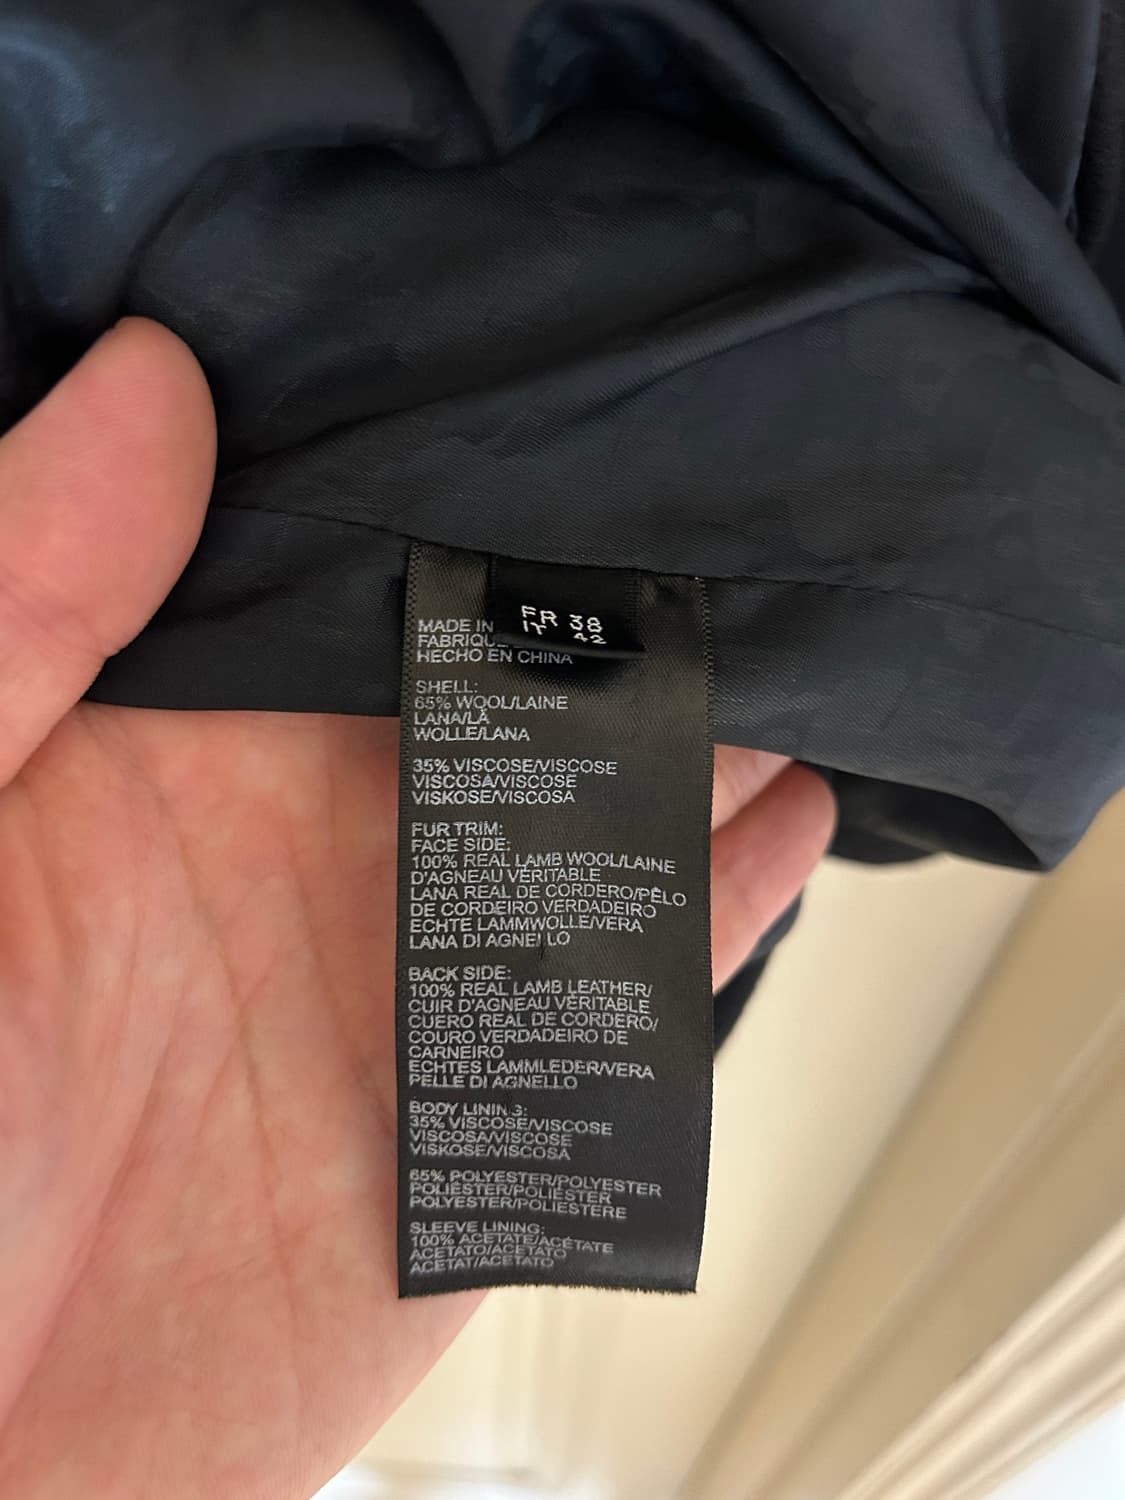 FR 38
IT 42
MADE IN
HECHO EN CHINA
SHELL:
65% WOOL/LAINE
LANA/LÃ
WOLLE/LANA
35% VISCOSE/VISCOSE
VISCOSA/VISCOSE
VISKOSE/VISCOSA
FUR TRIM:
FACE SIDE:
100% REAL LAMB WOOL/LAINE
D'AGNEAU VÉRITABLE
LANA REAL DE CORDERO/PÊLO
DE CORDEIRO VERDADEIRO
ECHTE LAMMWOLLE/VERA
LANA DI AGNELLO
BACK SIDE:
100% REAL LAMB LEATHER/
CUIR D'AGNEAU VÉRITABLE
CUERO REAL DE CORDERO/
COURO VERDADEIRO DE
CARNEIRO
ECHTES LAMMLEDER/VERA
PELLE DI AGNELLO
BODY LINING:
35% VISCOSE/VISCOSE
VISCOSA/VISCOSE
VISKOSE/VISCOSA
65% POLYESTER/POLYESTER
POLIÉSTER/POLIÉSTER
POLYESTER/POLIESTERE
SLEEVE LINING:
100% ACETATE/ACÉTATE
ACETATO/ACETATO
ACETAT/ACETATO